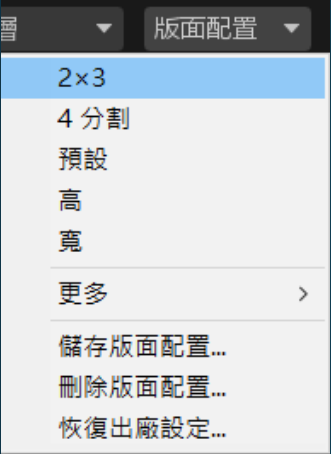 層 版面配置
2×3
4 分割
預設
高
寬
更多
儲存版面配置...
刪除版面配置...
恢復出廠設定...